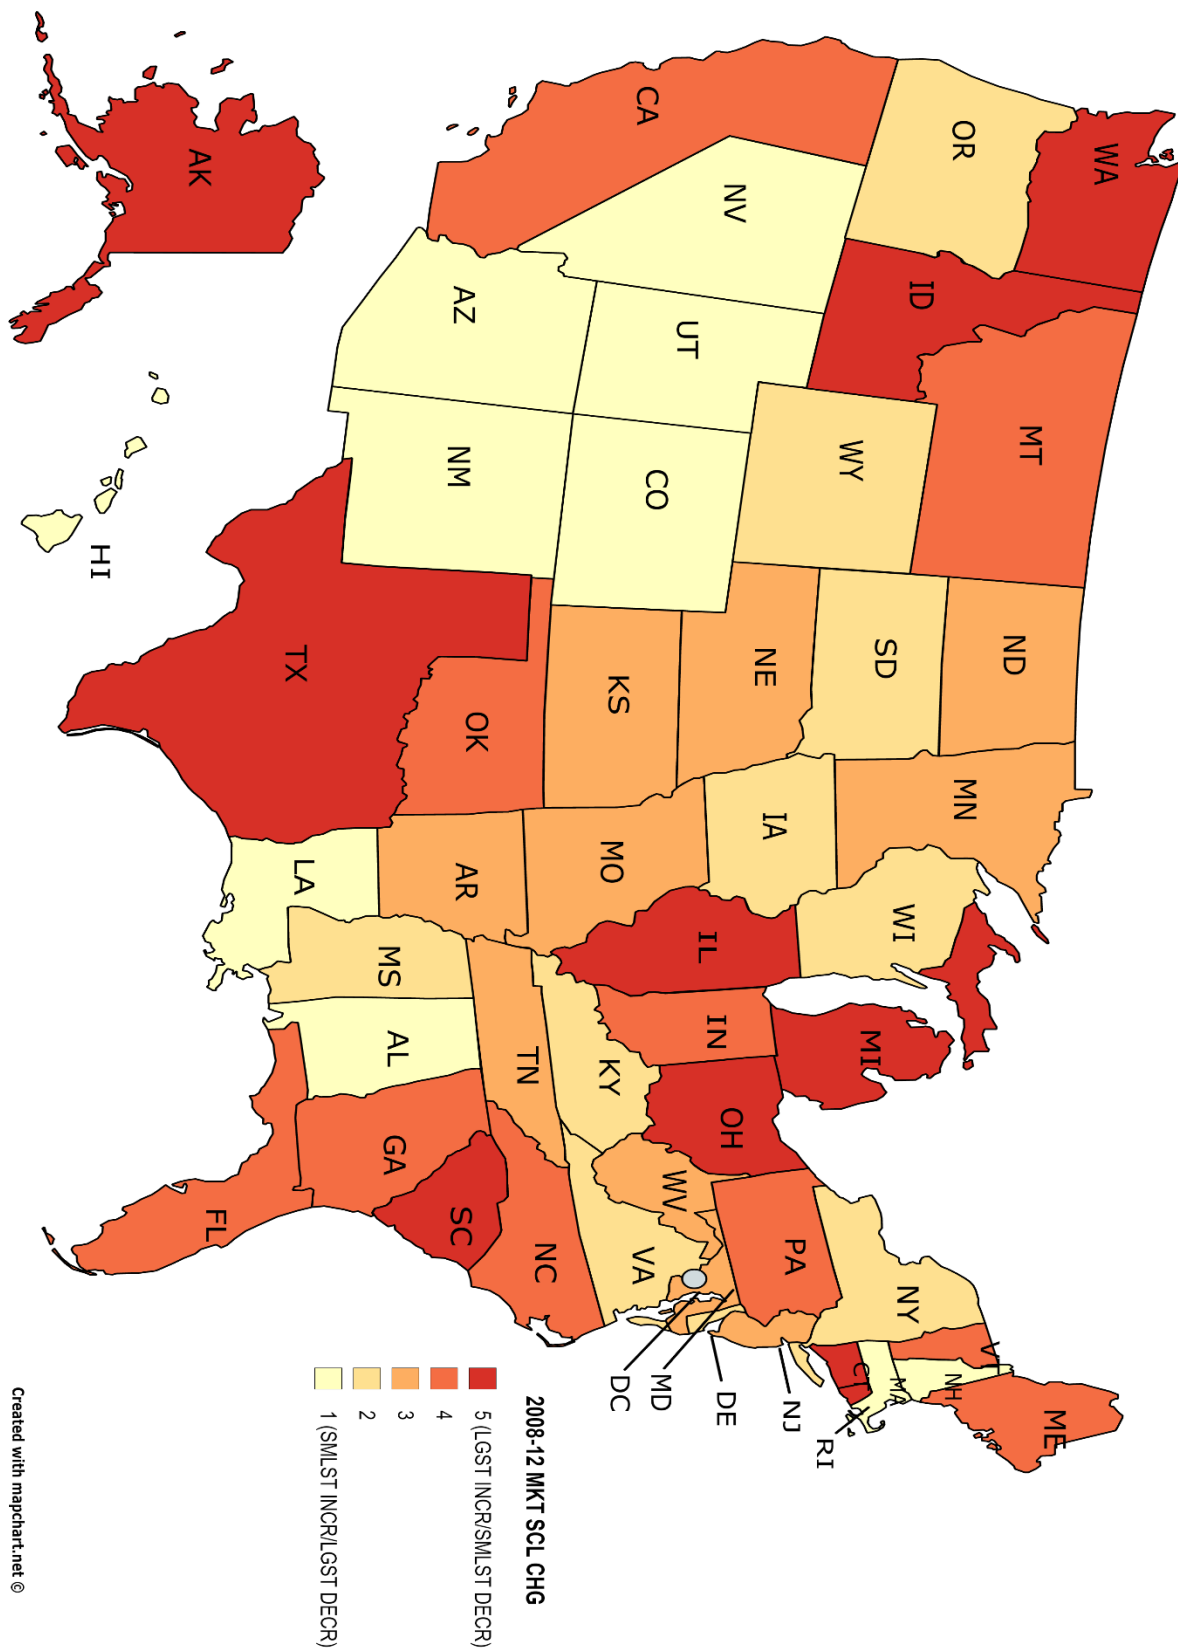 WA
OR
CA
NV
ID
MT
WY
UT
AZ
CO
NM
ND
SD
NE
KS
OK
TX
MN
IA
MO
AR
LA
WI
IL
MS
MI
IN
KY
TN
AL
OH
WV
VA
NC
SC
GA
FL
PA
NY
VT
NH
ME
MA
CT
RI
NJ
DE
MD
DC
AK
HI
2008-12 MKT SCL CHG
5 (LGST INCR/SMLST DECR)
4
3
2
1 (SMLST INCR/LGST DECR)
Created with mapchart.net ©